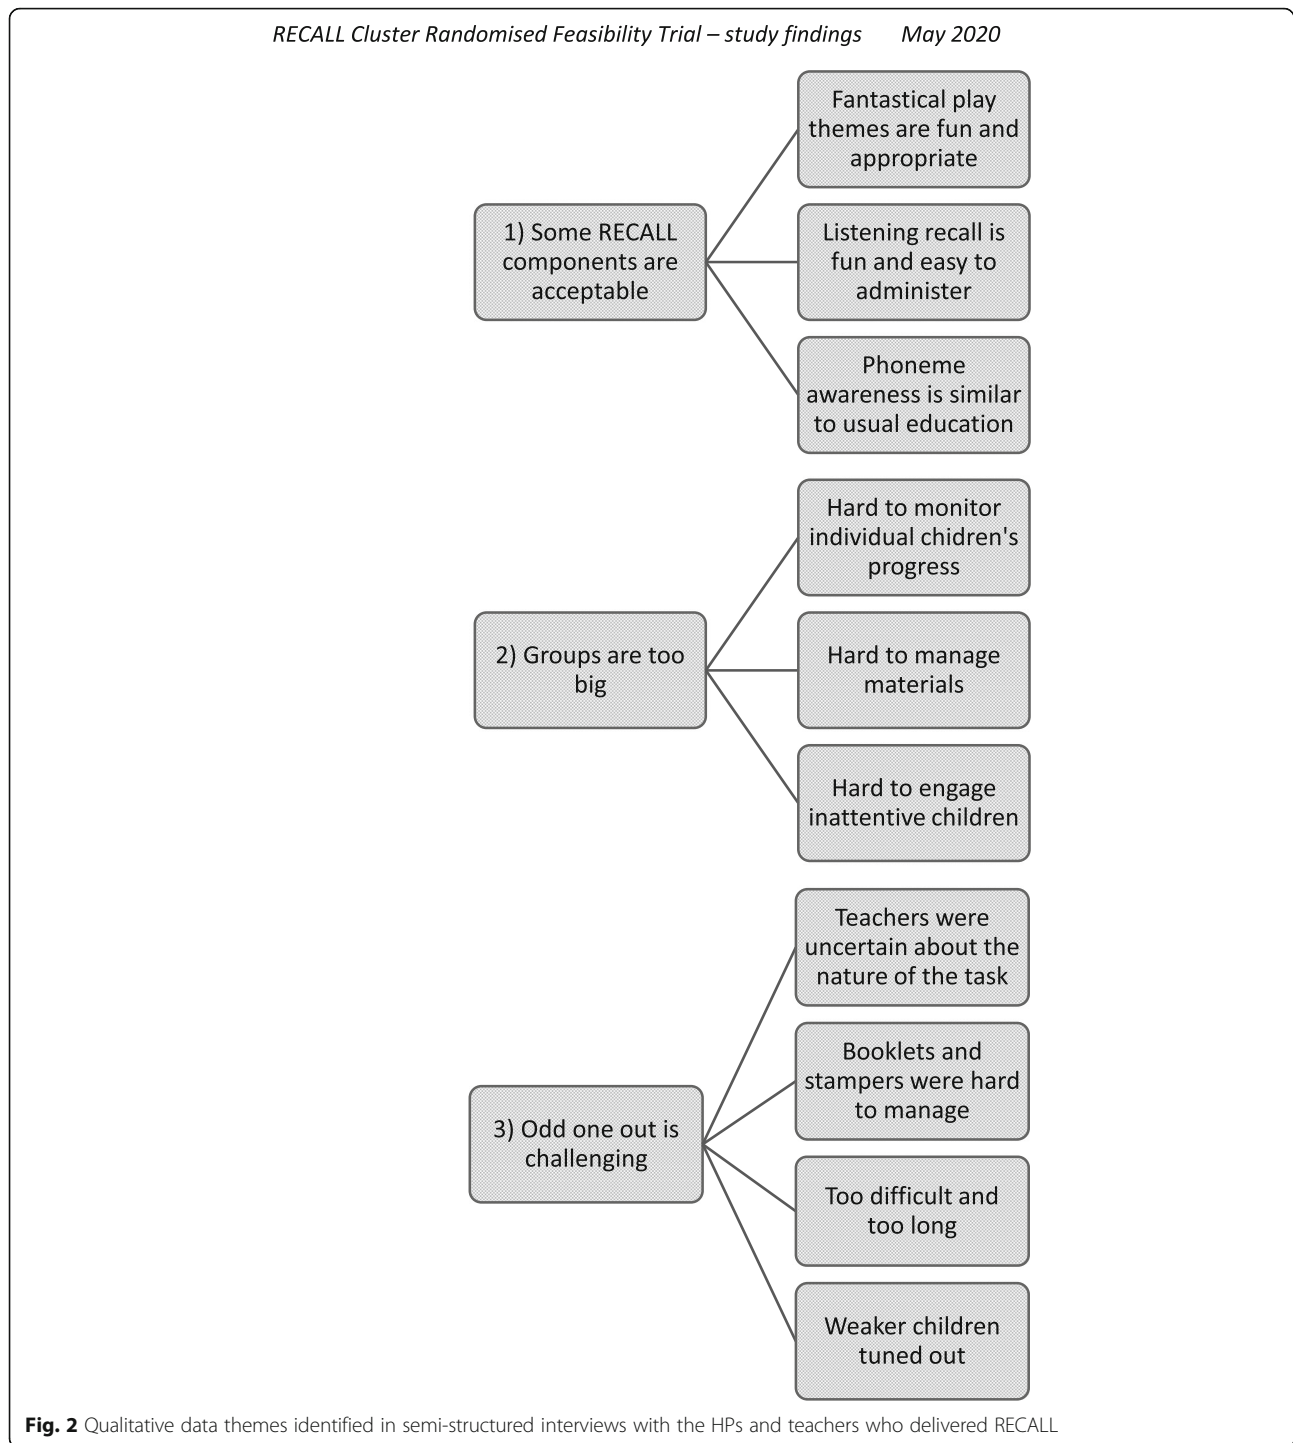 RECALL Cluster Randomised Feasibility Trial – study findings May 2020
Fantastical play
themes are fun and
appropriate
1) Some RECALL
components are
acceptable
Listening recall is
fun and easy to
administer
Phoneme
awareness is similar
to usual education
Hard to monitor
individual chidren's
progress
2) Groups are too
big
Hard to manage
materials
Hard to engage
inattentive children
Teachers were
uncertain about the
nature of the task
Booklets and
stampers were hard
to manage
3) Odd one out is
challenging
Too difficult and
too long
Weaker children
tuned out
Fig. 2 Qualitative data themes identified in semi-structured interviews with the HPs and teachers who delivered RECALL